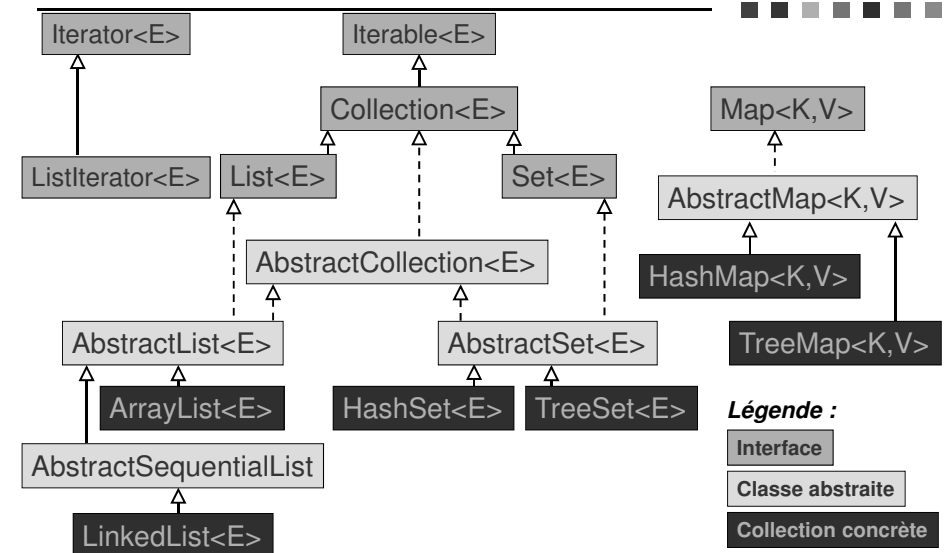 Iterator<E>
Iterable<E>
Collection<E>
Map<K,V>
ListIterator<E>
List<E>
Set<E>
AbstractMap<K,V>
AbstractCollection<E>
HashMap<K,V>
AbstractList<E>
AbstractSet<E>
TreeMap<K,V>
ArrayList<E>
HashSet<E>
TreeSet<E>
Légende :
Interface
AbstractSequentialList
Classe abstraite
LinkedList<E>
Collection concrète